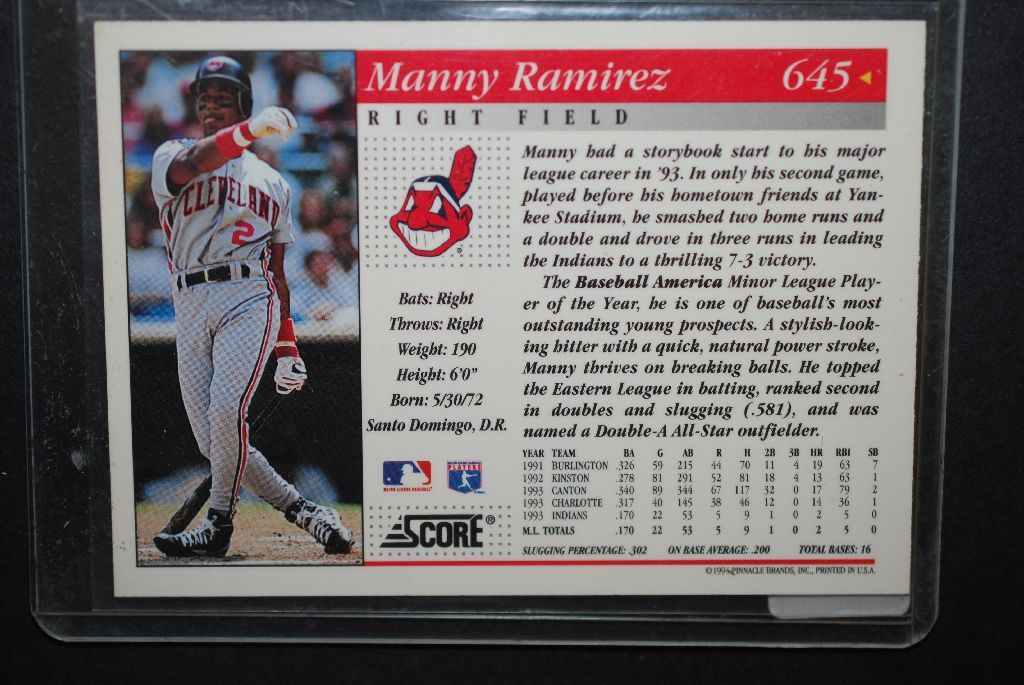 Manny Ramirez 645
RIGHT FIELD
CLEVELAND
2
Bats: Right
Throws: Right
Weight: 190
Height: 6'0"
Born: 5/30/72
Santo Domingo, D.R.
MAJOR LEAGUE BASEBALL
PLAYERS
SCORE®
Manny had a storybook start to his major
league career in '93. In only his second game,
played before his hometown friends at Yan-
kee Stadium, he smashed two home runs and
a double and drove in three runs in leading
the Indians to a thrilling 7-3 victory.
The Baseball America Minor League Play-
er of the Year, he is one of baseball's most
outstanding young prospects. A stylish-look-
ing hitter with a quick, natural power stroke,
Manny thrives on breaking balls. He topped
the Eastern League in batting, ranked second
in doubles and slugging (.581), and was
named a Double-A All-Star outfielder.
YEAR TEAM BA G AB R H 2B 3B HR RBI SB
1991 BURLINGTON .326 59 215 44 70 11 4 19 63 7
1992 KINSTON .278 81 291 52 81 18 4 13 63 1
1993 CANTON .340 89 344 67 117 32 0 17 79 2
1993 CHARLOTTE .317 40 145 38 46 12 0 14 36 1
1993 INDIANS .170 22 53 5 9 1 0 2 5 0
M.L. TOTALS .170 22 53 5 9 1 0 2 5 0
SLUGGING PERCENTAGE: .302 ON BASE AVERAGE: .200 TOTAL BASES: 16
©1994 PINNACLE BRANDS, INC., PRINTED IN U.S.A.